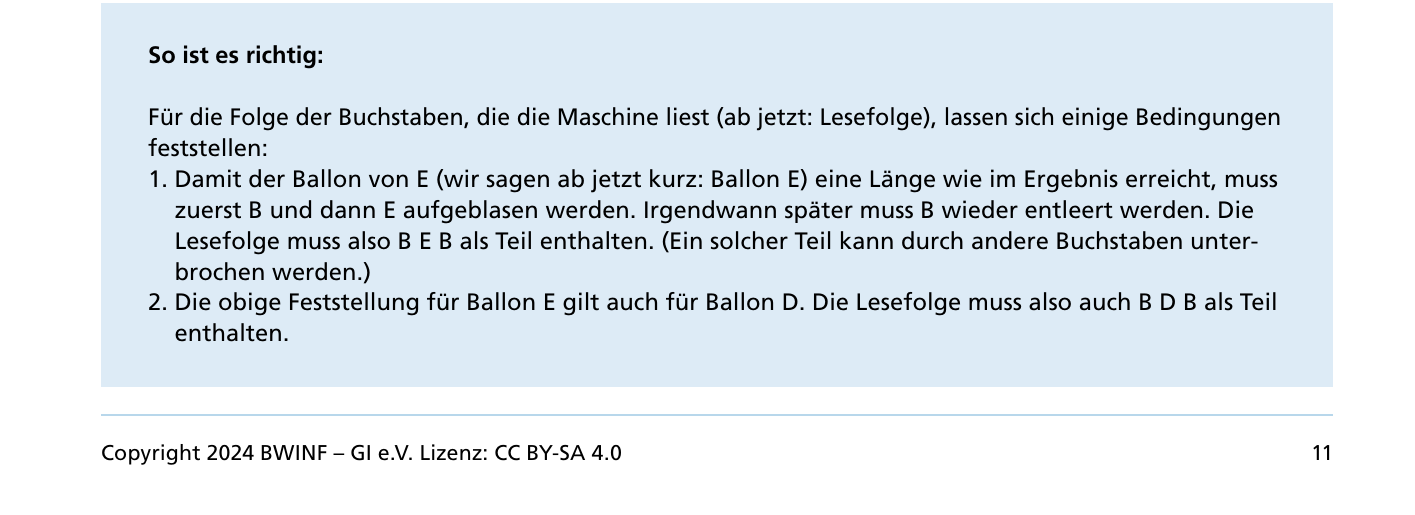 So ist es richtig:
Für die Folge der Buchstaben, die die Maschine liest (ab jetzt: Lesefolge), lassen sich einige Bedingungen
feststellen:
1. Damit der Ballon von E (wir sagen ab jetzt kurz: Ballon E) eine Länge wie im Ergebnis erreicht, muss
zuerst B und dann E aufgeblasen werden. Irgendwann später muss B wieder entleert werden. Die
Lesefolge muss also B E B als Teil enthalten. (Ein solcher Teil kann durch andere Buchstaben unter-
brochen werden.)
2. Die obige Feststellung für Ballon E gilt auch für Ballon D. Die Lesefolge muss also auch B D B als Teil
enthalten.
Copyright 2024 BWINF – GI e.V. Lizenz: CC BY-SA 4.0 11